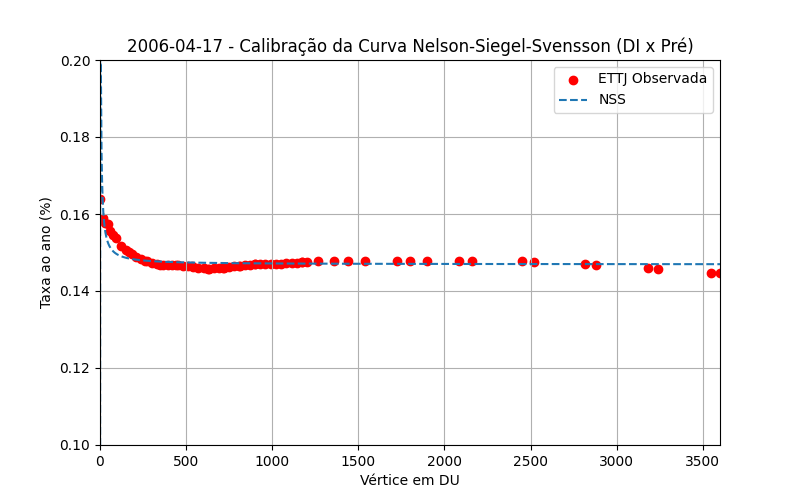 2006-04-17 - Calibração da Curva Nelson-Siegel-Svensson (DI x Pré)
ETTJ Observada
NSS
Taxa ao ano (%)
0.20
0.18
0.16
0.14
0.12
0.10
0
500
1000
1500
2000
2500
3000
3500
Vértice em DU